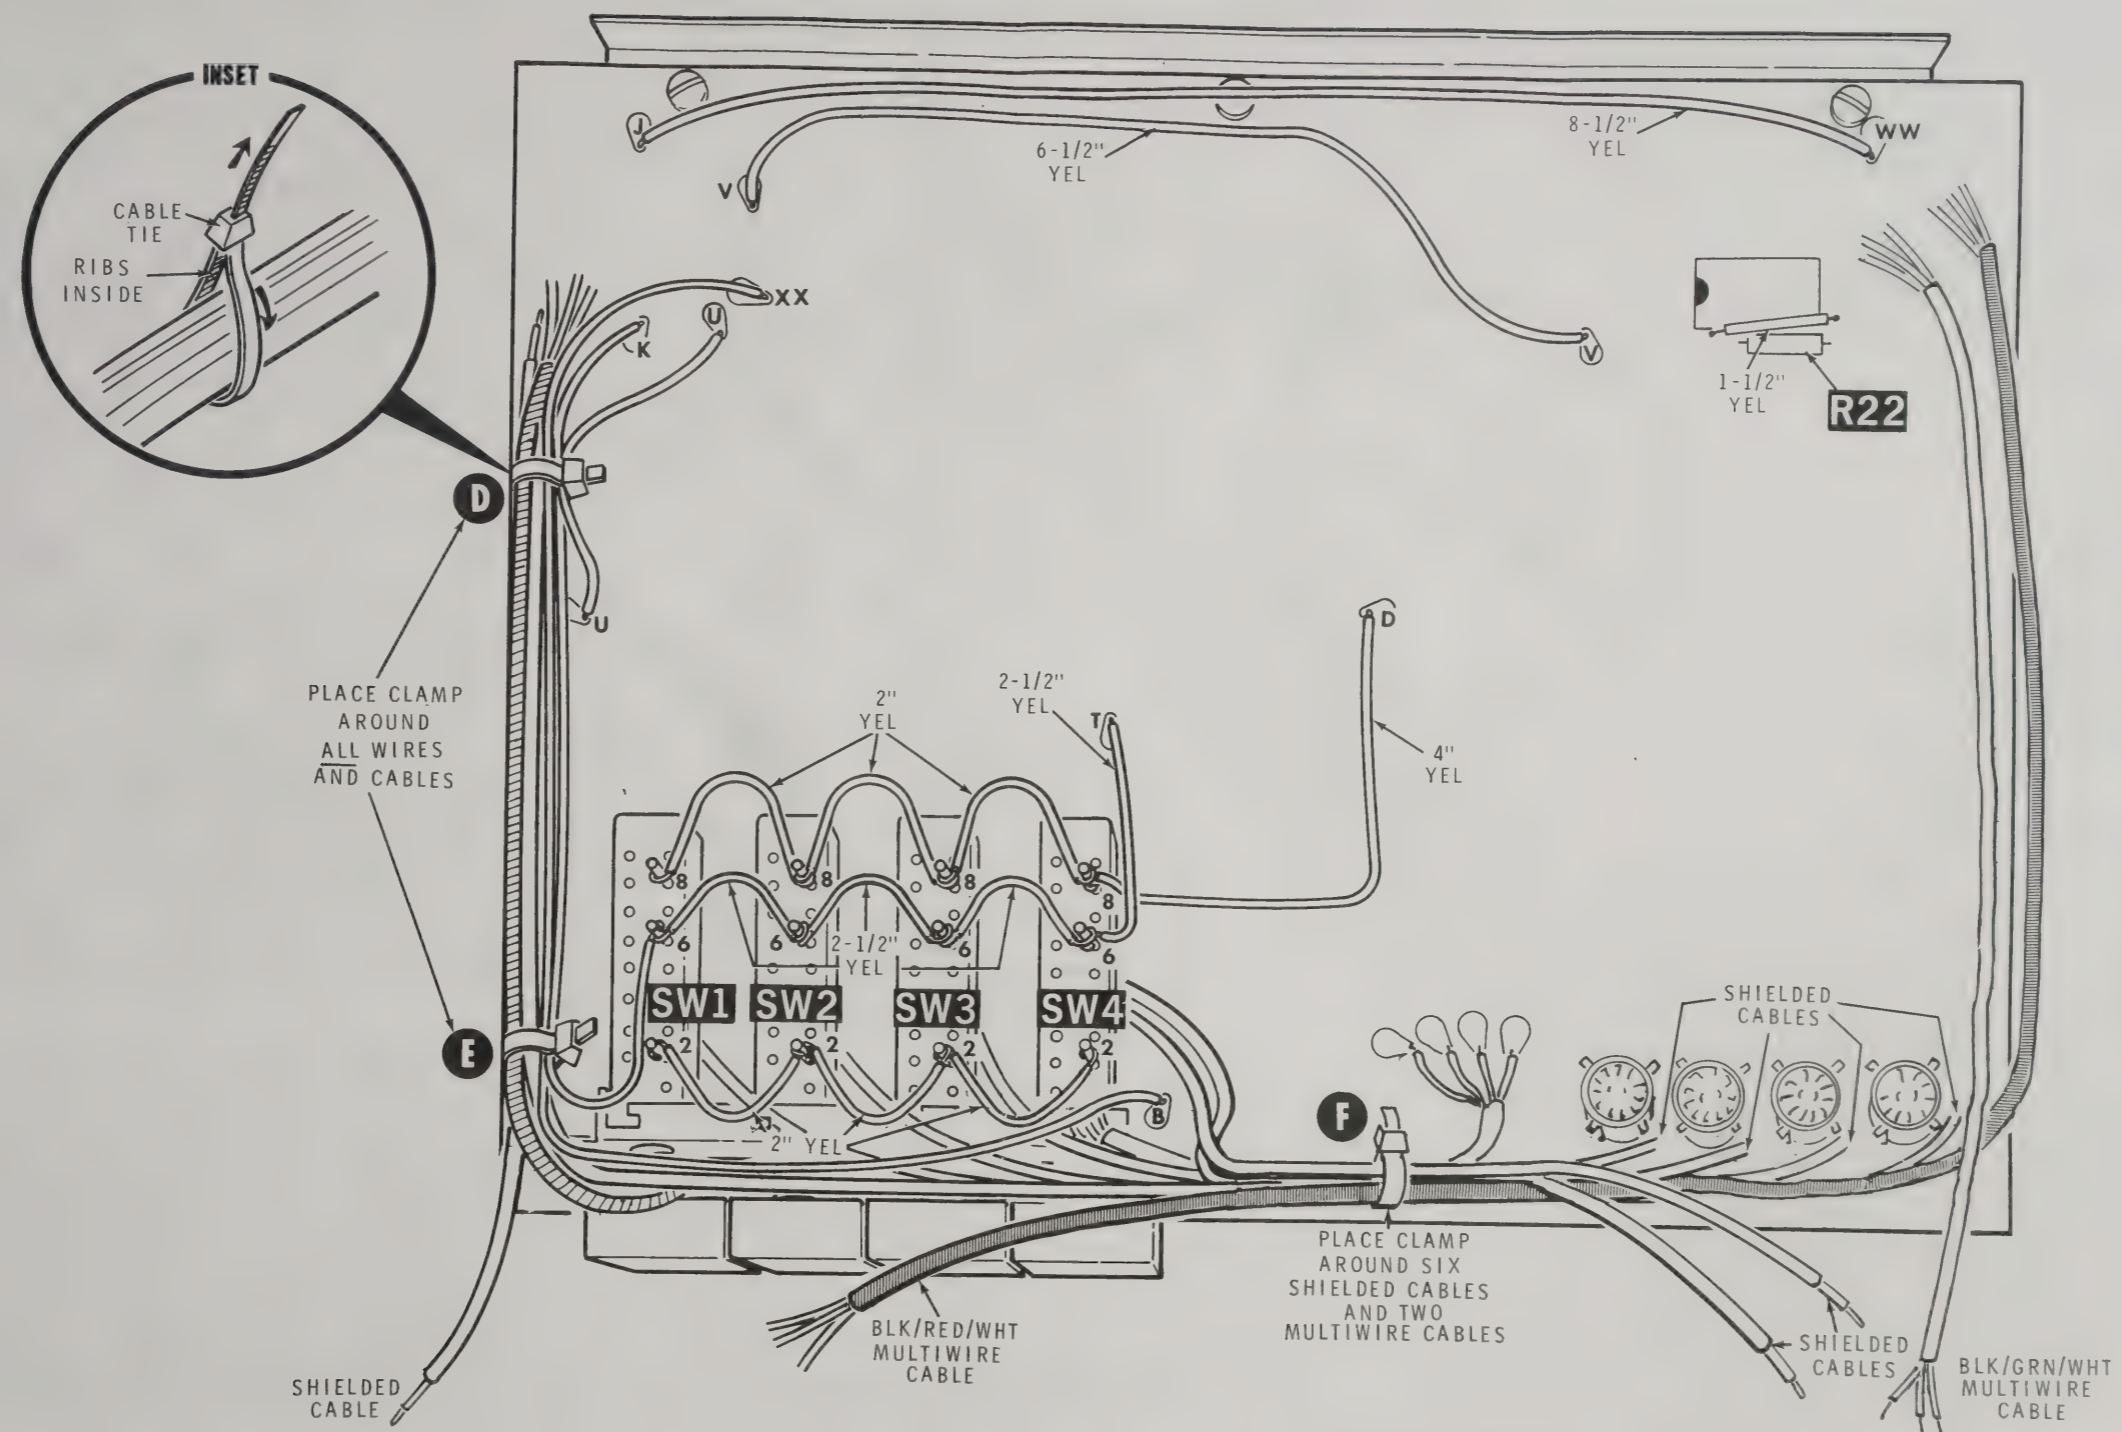 INSET
CABLE
TIE
RIBS
INSIDE
J
8-1/2"
YEL
WW
6-1/2"
YEL
V
XX
U
K
V
1-1/2"
YEL
R22
D
U
D
PLACE CLAMP
AROUND
ALL WIRES
AND CABLES
2"
YEL
2-1/2"
YEL
T
4"
YEL
8
8
8
8
6
6
6
6
2-1/2"
YEL
SW1
SW2
SW3
SW4
SHIELDED
CABLES
E
2
2
2
2
B
F
2" YEL
PLACE CLAMP
AROUND SIX
SHIELDED CABLES
AND TWO
MULTIWIRE CABLES
BLK/RED/WHT
MULTIWIRE
CABLE
SHIELDED
CABLES
SHIELDED
CABLE
BLK/GRN/WHT
MULTIWIRE
CABLE